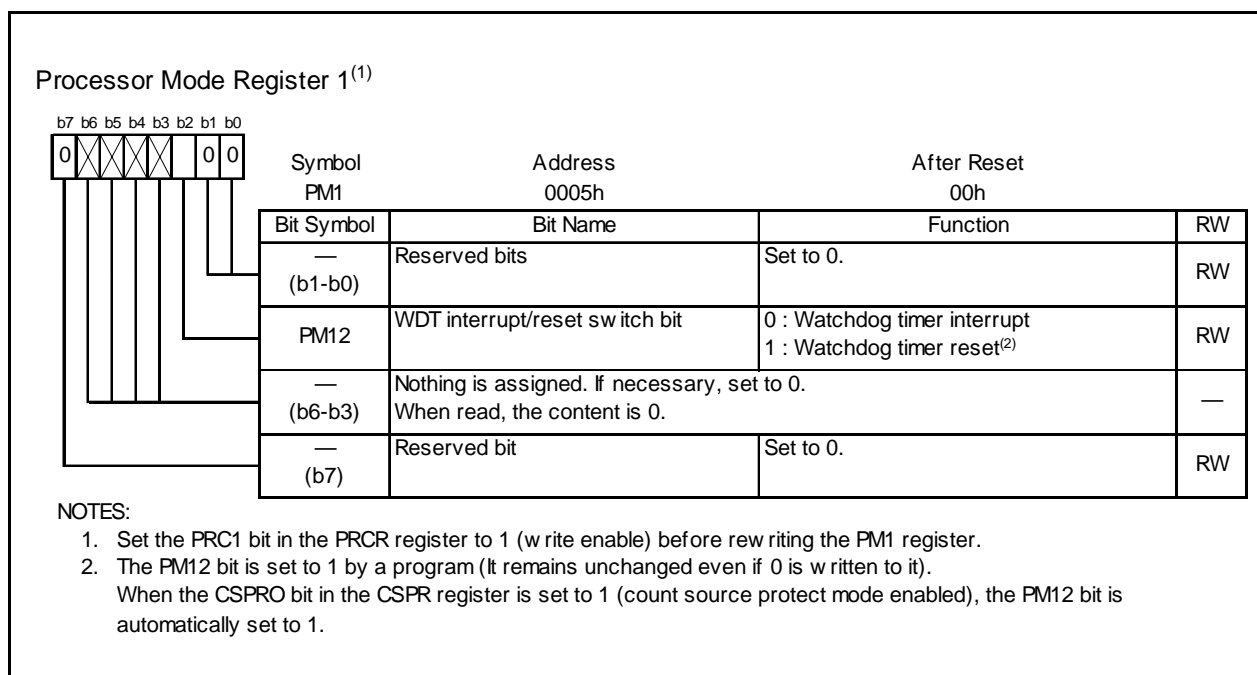 Processor Mode Register 1(1)
b7 b6 b5 b4 b3 b2 b1 b0
0 0 0
Symbol Address After Reset
PM1 0005h 00h
Bit Symbol Bit Name Function RW
— (b1-b0) Reserved bits Set to 0. RW
PM12 WDT interrupt/reset switch bit 0 : Watchdog timer interrupt
1 : Watchdog timer reset(2) RW
— (b6-b3) Nothing is assigned. If necessary, set to 0.
When read, the content is 0. —
— (b7) Reserved bit Set to 0. RW
NOTES:
1. Set the PRC1 bit in the PRCR register to 1 (write enable) before rewriting the PM1 register.
2. The PM12 bit is set to 1 by a program (It remains unchanged even if 0 is written to it).
When the CSPRO bit in the CSPR register is set to 1 (count source protect mode enabled), the PM12 bit is
automatically set to 1.